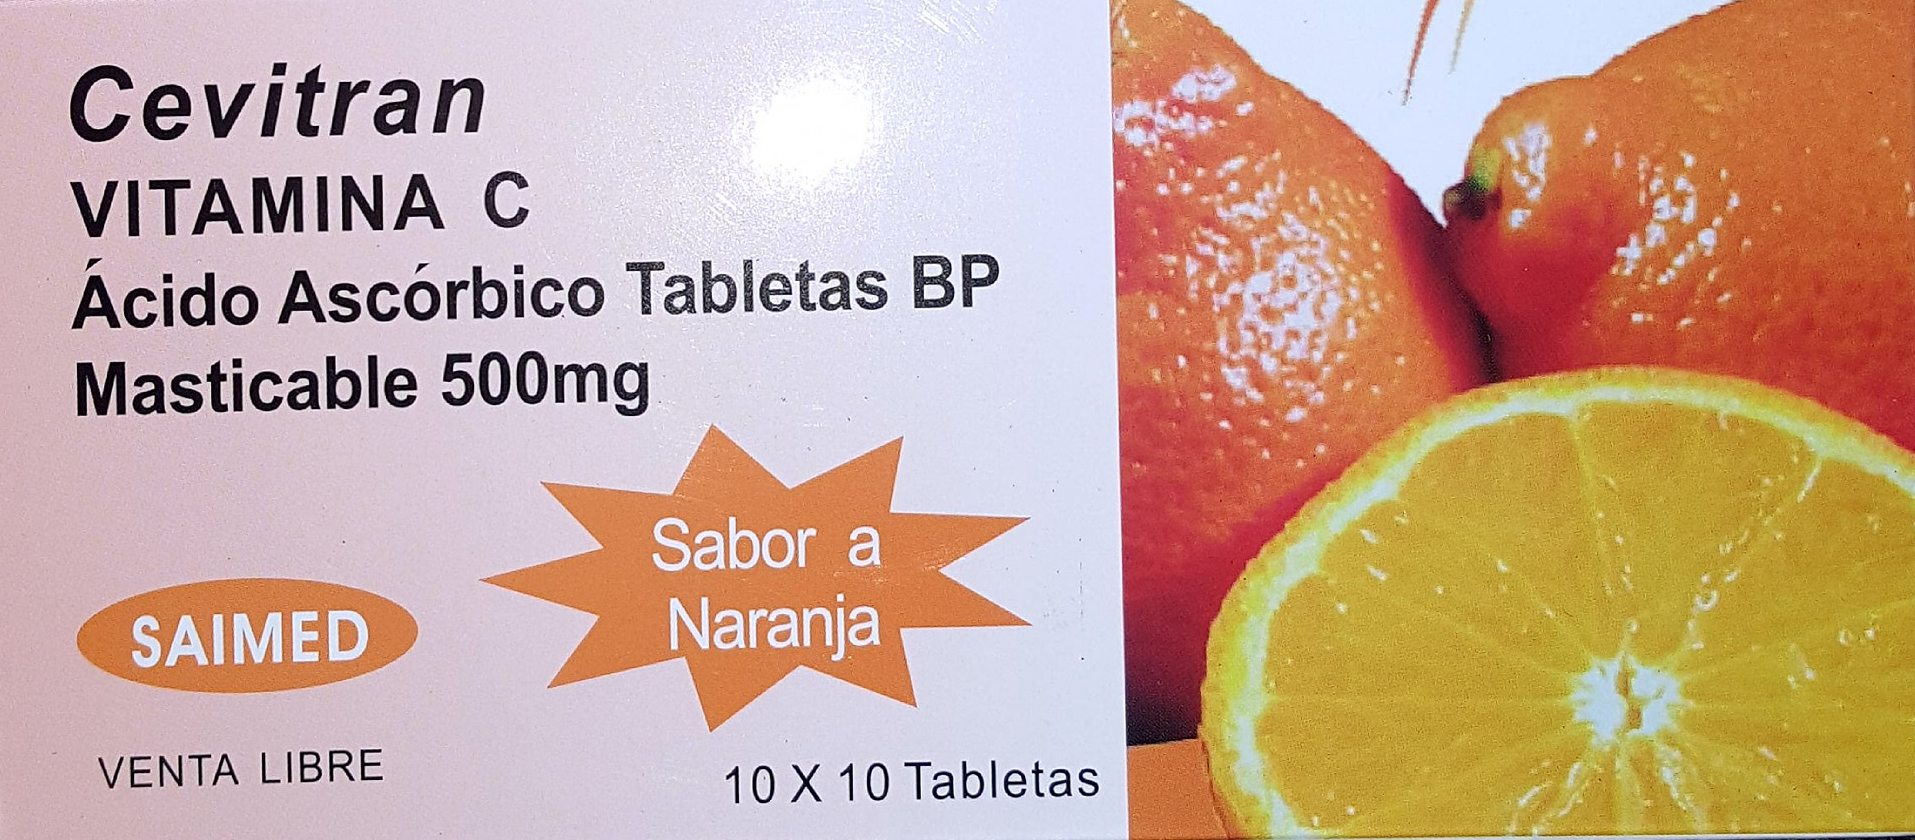 Cevitran
VITAMINA C
Ácido Ascórbico Tabletas BP
Masticable 500mg
Sabor a
Naranja
SAIMED
VENTA LIBRE
10 X 10 Tabletas